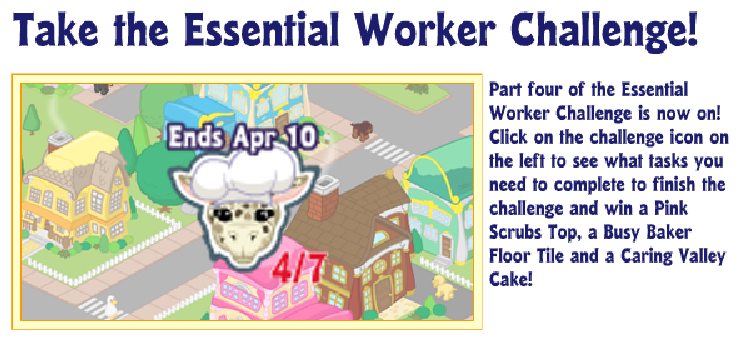 Take the Essential Worker Challenge!
Part four of the Essential
Worker Challenge is now on!
Click on the challenge icon on
the left to see what tasks you
need to complete to finish the
challenge and win a Pink
Scrubs Top, a Busy Baker
Floor Tile and a Caring Valley
Cake!
Ends Apr 10
4/7